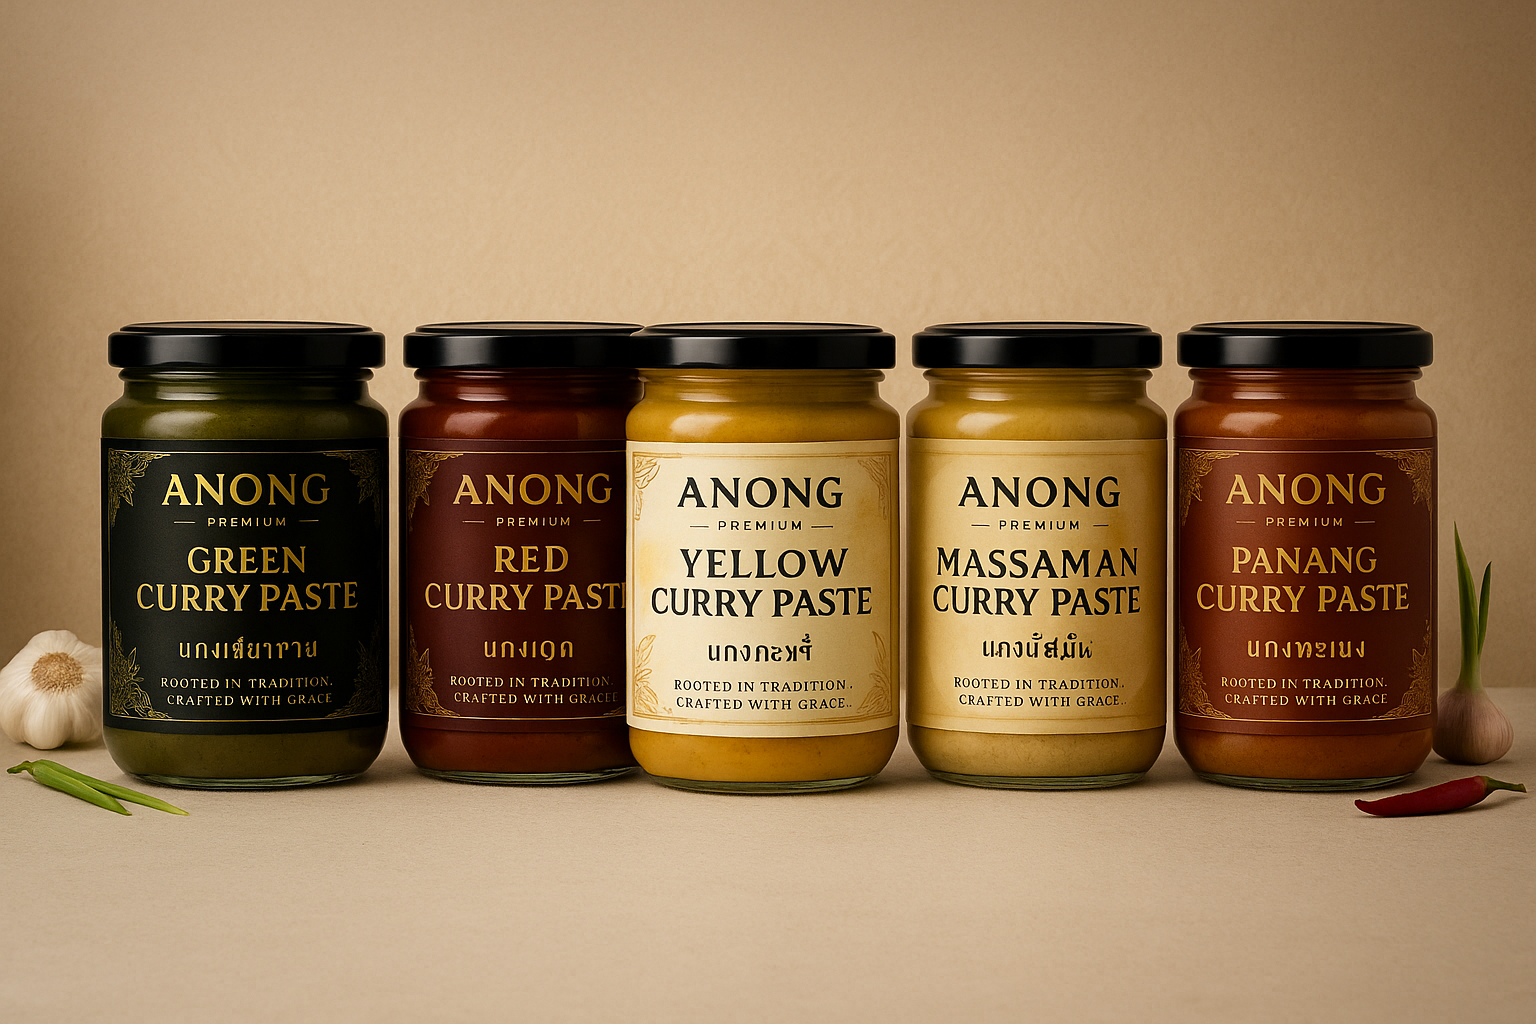 ANONG
PREMIUM
GREEN
CURRY PASTE
ROOTED IN TRADITION.
CRAFTED WITH GRACE
ANONG
PREMIUM
RED
CURRY PAST
ROOTED IN TRADITION.
CRAFTED WITH GRACEE
ANONG
PREMIUM
YELLOW
CURRY PASTE
ROOTED IN TRADITION.
CRAFTED WITH GRACE..
ANONG
PREMIUM
MASSAMAN
CURRY PASTE
ROOTED IN TRADITION.
CRAFTED WITH GRACE..
ANONG
PREMIUM
PANANG
CURRY PASTE
ROOTED IN TRADITION.
CRAFTED WITH GRACE